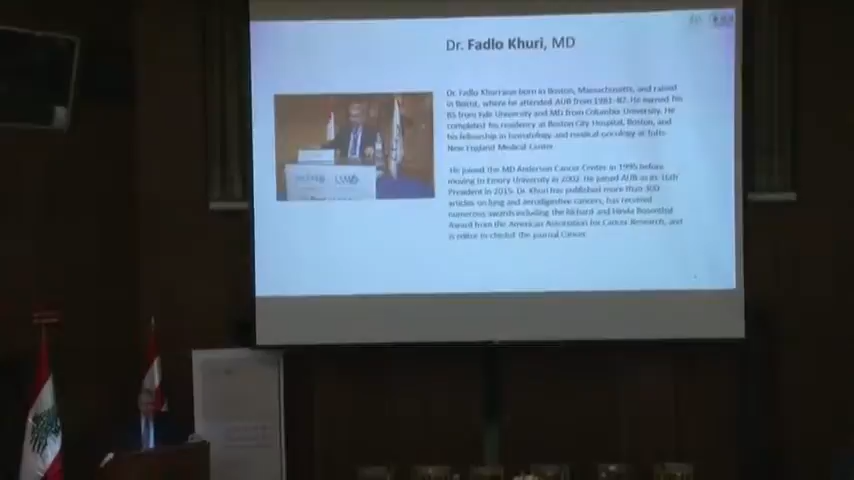 Dr. Fadlo Khuri, MD
Dr. Fadlo Khuri was born in Boston, Massachusetts, and raised
in Beirut, where he attended AUB from 1981-82. He earned his
BS from Yale University and MD from Columbia University. He
completed his residency at Boston City Hospital, Boston, and
his fellowship in hematology and medical oncology at Tufts-
New England Medical Center.
He joined the MD Anderson Cancer Center in 1995 before
moving to Emory University in 2002. He joined AUB as its 16th
President in 2015. Dr. Khuri has published more than 300
articles on lung and aerodigestive cancers, has received
numerous awards including the Richard and Hinda Rosenthal
Award from the American Association for Cancer Research, and
is editor in chief of the journal Cancer.